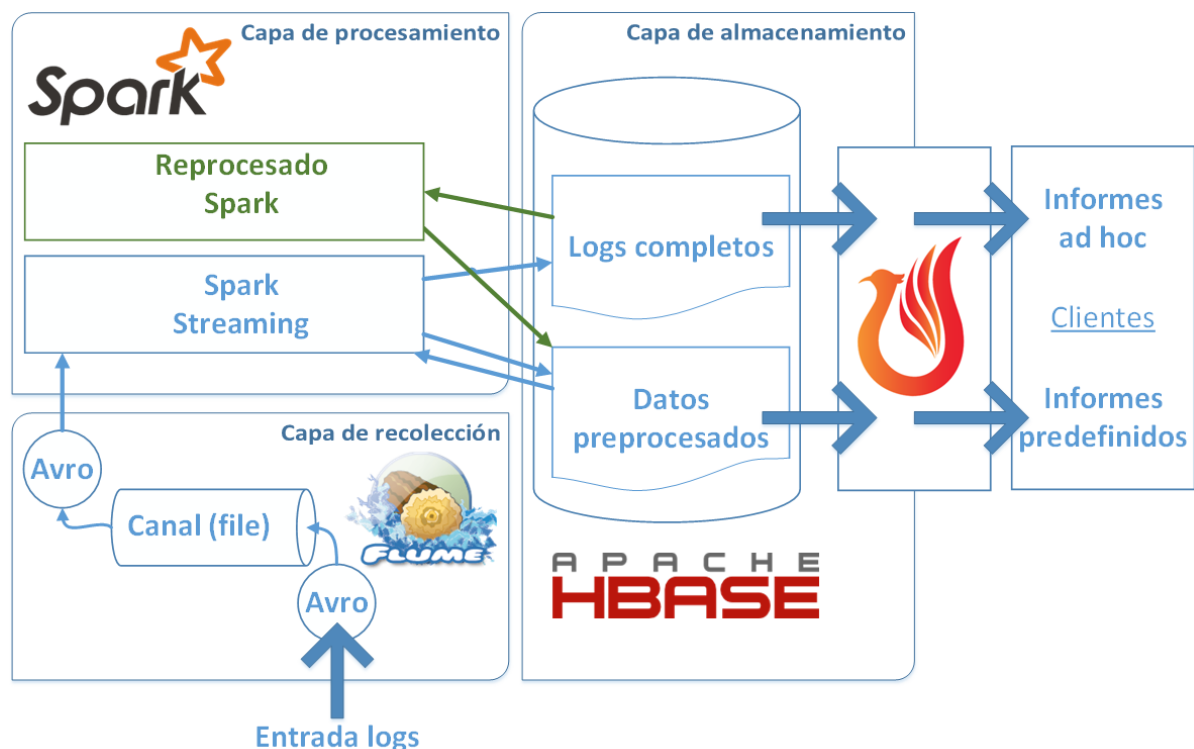 Capa de procesamiento
Spark
Reprocesado
Spark
Spark
Streaming
Capa de almacenamiento
Logs completos
Datos
preprocesados
APACHE
HBASE
Informes
ad hoc
Clientes
Informes
predefinidos
Capa de recolección
Avro
Canal (file)
FLUME
Avro
Entrada logs